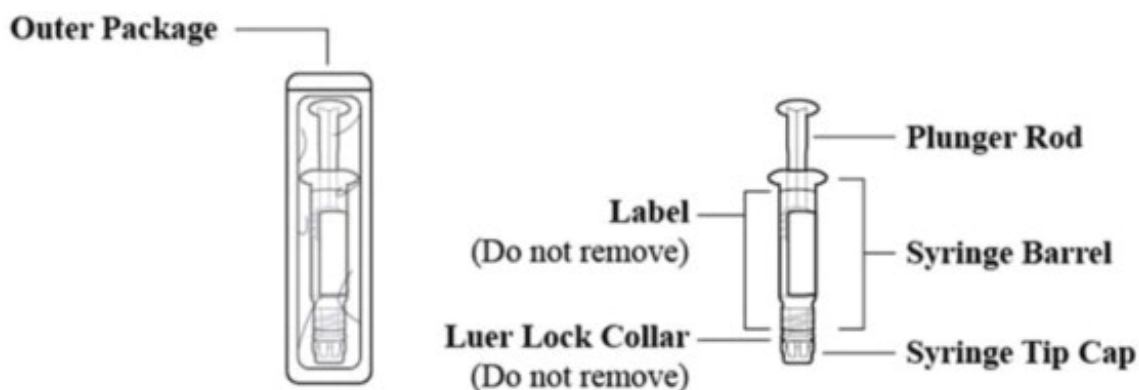 Outer Package
Plunger Rod
Label
(Do not remove)
Syringe Barrel
Luer Lock Collar
(Do not remove)
Syringe Tip Cap